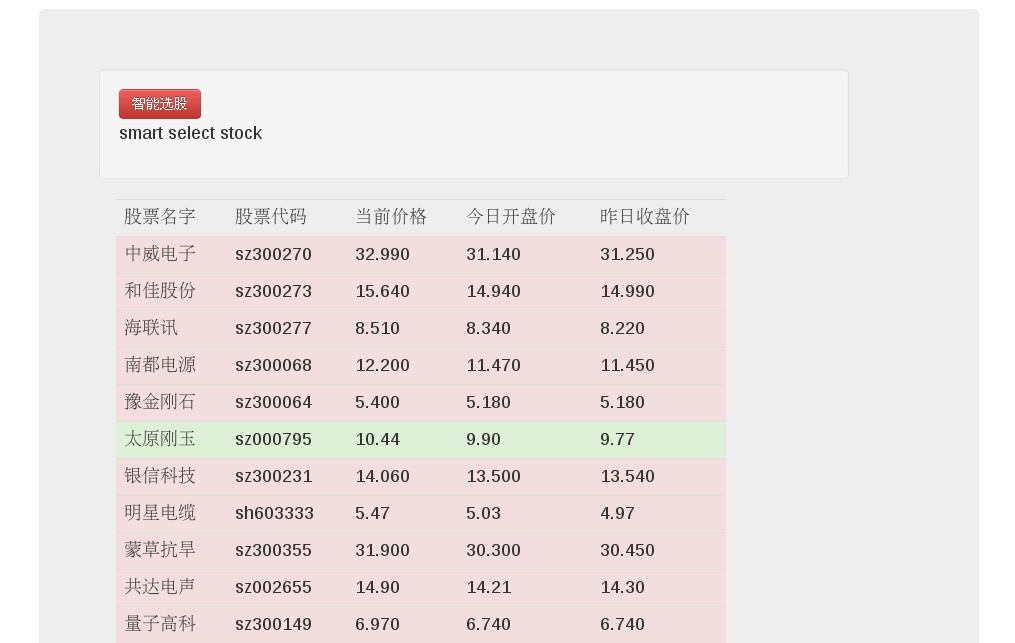 智能选股
smart select stock
股票名字 股票代码 当前价格 今日开盘价 昨日收盘价
中威电子 sz300270 32.990 31.140 31.250
和佳股份 sz300273 15.640 14.940 14.990
海联讯 sz300277 8.510 8.340 8.220
南都电源 sz300068 12.200 11.470 11.450
豫金刚石 sz300064 5.400 5.180 5.180
太原刚玉 sz000795 10.44 9.90 9.77
银信科技 sz300231 14.060 13.500 13.540
明星电缆 sh603333 5.47 5.03 4.97
蒙草抗旱 sz300355 31.900 30.300 30.450
共达电声 sz002655 14.90 14.21 14.30
量子高科 sz300149 6.970 6.740 6.740